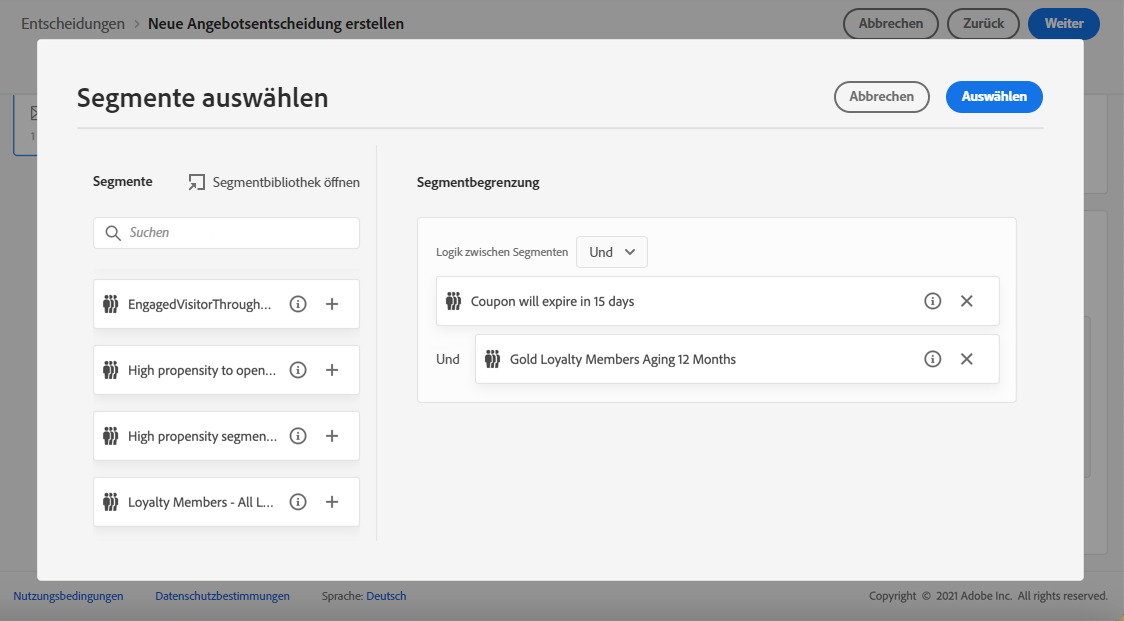 Entscheidungen › Neue Angebotsentscheidung erstellen
Abbrechen
Zurück
Weiter
1
Segmente auswählen
Abbrechen
Auswählen
Segmente
Segmentbibliothek öffnen
Suchen
EngagedVisitorThrough...
High propensity to open...
High propensity segmen...
Loyalty Members - All L...
Segmentbegrenzung
Logik zwischen Segmenten
Und
Coupon will expire in 15 days
Und
Gold Loyalty Members Aging 12 Months
Nutzungsbedingungen
Datenschutzbestimmungen
Sprache: Deutsch
Copyright © 2021 Adobe Inc. All rights reserved.